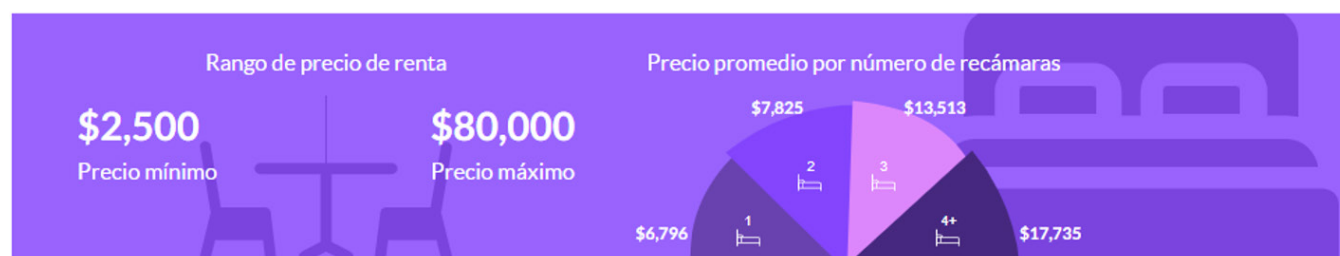 Rango de precio de renta
$2,500
Precio mínimo
$80,000
Precio máximo
Precio promedio por número de recámaras
$7,825
$13,513
2
3
1
4+
$6,796
$17,735